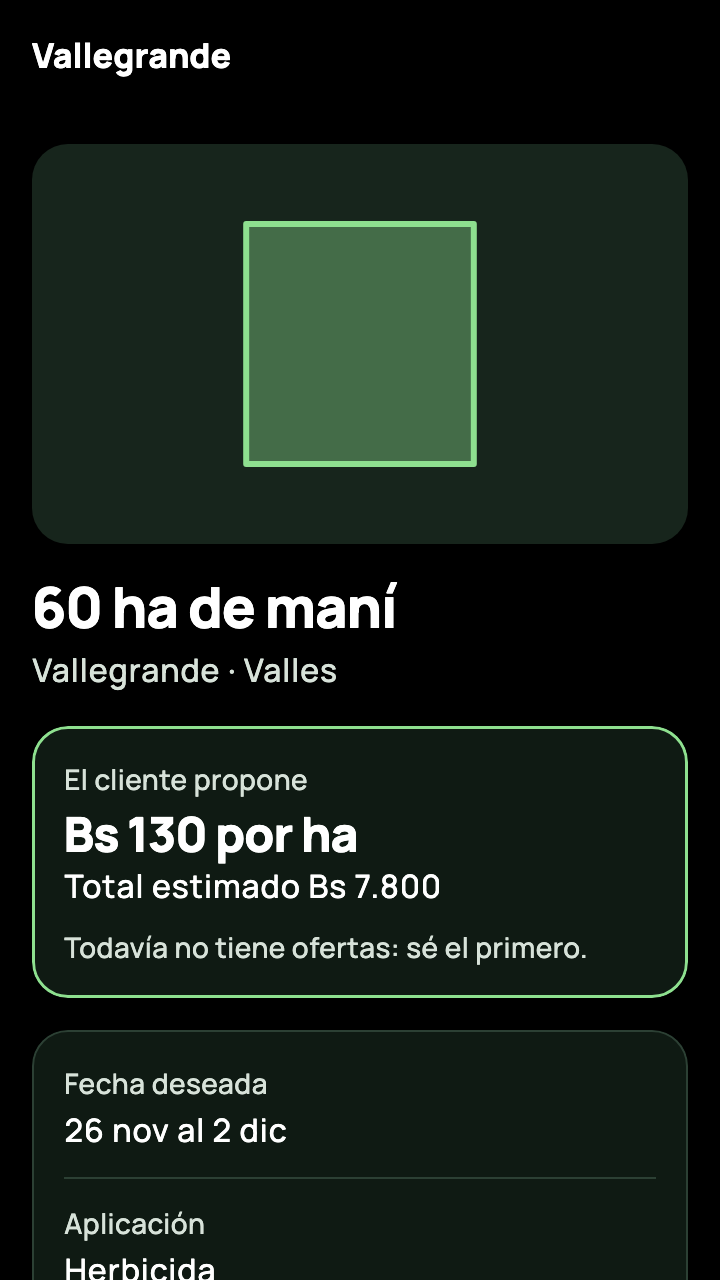 Vallegrande
60 ha de maní
Vallegrande · Valles
El cliente propone
Bs 130 por ha
Total estimado Bs 7.800
Todavía no tiene ofertas: sé el primero.
Fecha deseada
26 nov al 2 dic
Aplicación
Herbicida